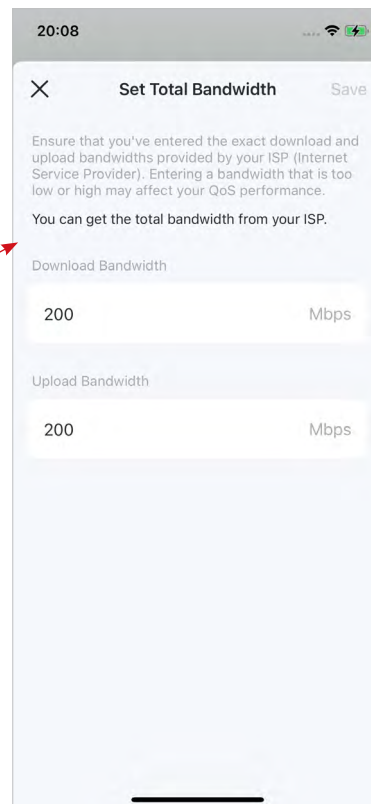 20:08
Set Total Bandwidth Save
Ensure that you've entered the exact download and
upload bandwidths provided by your ISP (Internet
Service Provider). Entering a bandwidth that is too
low or high may affect your QoS performance.
You can get the total bandwidth from your ISP.
Download Bandwidth
200 Mbps
Upload Bandwidth
200 Mbps